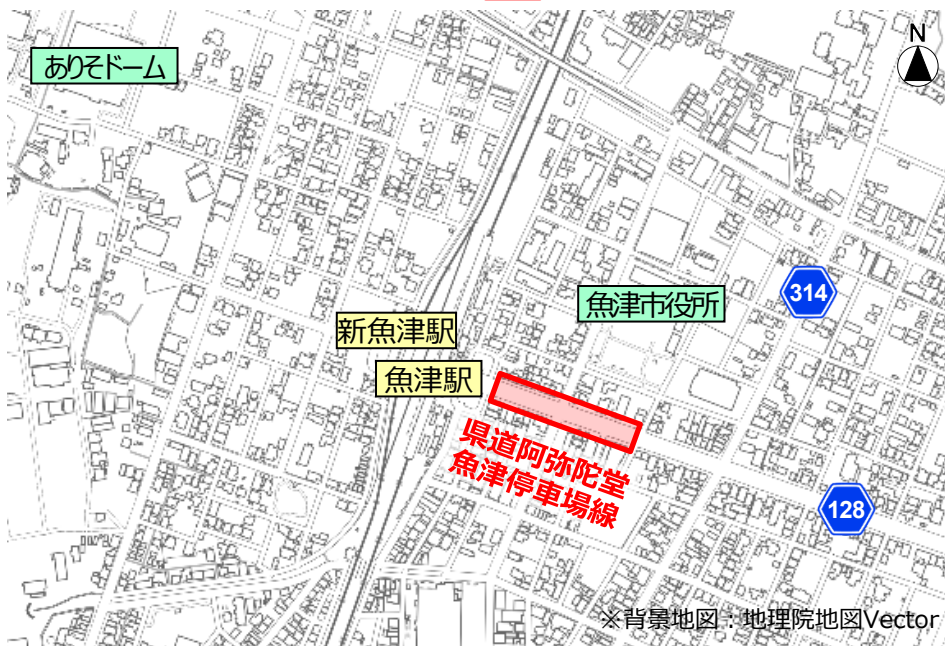 ありそドーム
N
314
魚津市役所
新魚津駅
魚津駅
県道阿弥陀堂
魚津停車場線
128
※背景地図：地理院地図Vector